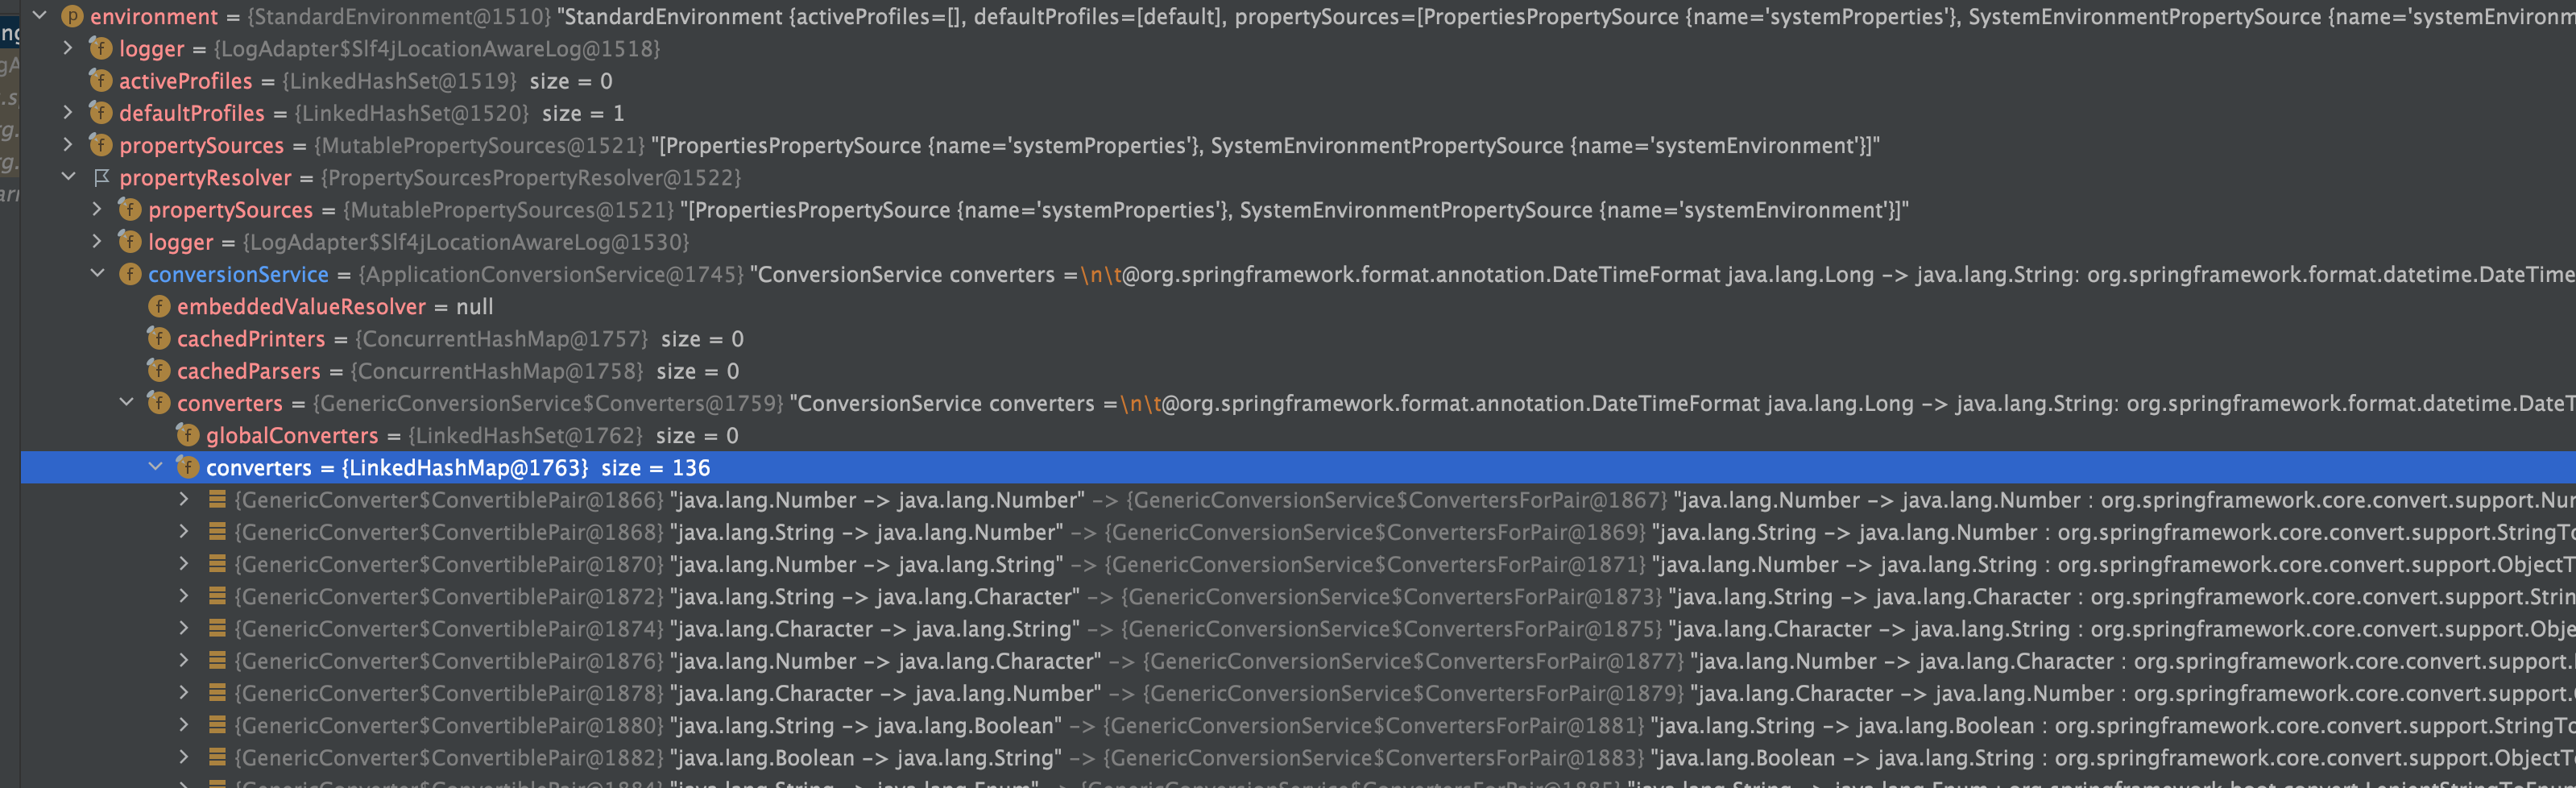 environment = {StandardEnvironment@1510} "StandardEnvironment {activeProfiles=[], defaultProfiles=[default], propertySources=[PropertiesPropertySource {name='systemProperties'}, SystemEnvironmentPropertySource {name='systemEnvironm
logger = {LogAdapter$Slf4jLocationAwareLog@1518}
activeProfiles = {LinkedHashSet@1519} size = 0
defaultProfiles = {LinkedHashSet@1520} size = 1
propertySources = {MutablePropertySources@1521} "[PropertiesPropertySource {name='systemProperties'}, SystemEnvironmentPropertySource {name='systemEnvironment'}]"
propertyResolver = {PropertySourcesPropertyResolver@1522}
propertySources = {MutablePropertySources@1521} "[PropertiesPropertySource {name='systemProperties'}, SystemEnvironmentPropertySource {name='systemEnvironment'}]"
logger = {LogAdapter$Slf4jLocationAwareLog@1530}
conversionService = {ApplicationConversionService@1745} "ConversionService converters =\n\t@org.springframework.format.annotation.DateTimeFormat java.lang.Long -> java.lang.String: org.springframework.format.datetime.DateTime
embeddedValueResolver = null
cachedPrinters = {ConcurrentHashMap@1757} size = 0
cachedParsers = {ConcurrentHashMap@1758} size = 0
converters = {GenericConversionService$Converters@1759} "ConversionService converters =\n\t@org.springframework.format.annotation.DateTimeFormat java.lang.Long -> java.lang.String: org.springframework.format.datetime.DateT
globalConverters = {LinkedHashSet@1762} size = 0
converters = {LinkedHashMap@1763} size = 136
{GenericConverter$ConvertiblePair@1866} "java.lang.Number -> java.lang.Number" -> {GenericConversionService$ConvertersForPair@1867} "java.lang.Number -> java.lang.Number : org.springframework.core.convert.support.Nur
{GenericConverter$ConvertiblePair@1868} "java.lang.String -> java.lang.Number" -> {GenericConversionService$ConvertersForPair@1869} "java.lang.String -> java.lang.Number : org.springframework.core.convert.support.StringTo
{GenericConverter$ConvertiblePair@1870} "java.lang.Number -> java.lang.String" -> {GenericConversionService$ConvertersForPair@1871} "java.lang.Number -> java.lang.String : org.springframework.core.convert.support.ObjectT
{GenericConverter$ConvertiblePair@1872} "java.lang.String -> java.lang.Character" -> {GenericConversionService$ConvertersForPair@1873} "java.lang.String -> java.lang.Character : org.springframework.core.convert.support.Strin
{GenericConverter$ConvertiblePair@1874} "java.lang.Character -> java.lang.String" -> {GenericConversionService$ConvertersForPair@1875} "java.lang.Character -> java.lang.String : org.springframework.core.convert.support.Obje
{GenericConverter$ConvertiblePair@1876} "java.lang.Number -> java.lang.Character" -> {GenericConversionService$ConvertersForPair@1877} "java.lang.Number -> java.lang.Character : org.springframework.core.convert.support.
{GenericConverter$ConvertiblePair@1878} "java.lang.Character -> java.lang.Number" -> {GenericConversionService$ConvertersForPair@1879} "java.lang.Character -> java.lang.Number : org.springframework.core.convert.support.
{GenericConverter$ConvertiblePair@1880} "java.lang.String -> java.lang.Boolean" -> {GenericConversionService$ConvertersForPair@1881} "java.lang.String -> java.lang.Boolean : org.springframework.core.convert.support.StringTo
{GenericConverter$ConvertiblePair@1882} "java.lang.Boolean -> java.lang.String" -> {GenericConversionService$ConvertersForPair@1883} "java.lang.Boolean -> java.lang.String : org.springframework.core.convert.support.ObjectT